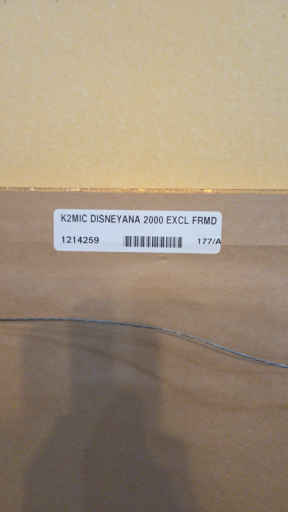 K2MIC DISNEYANA 2000 EXCL FRMD
1214259 177/A